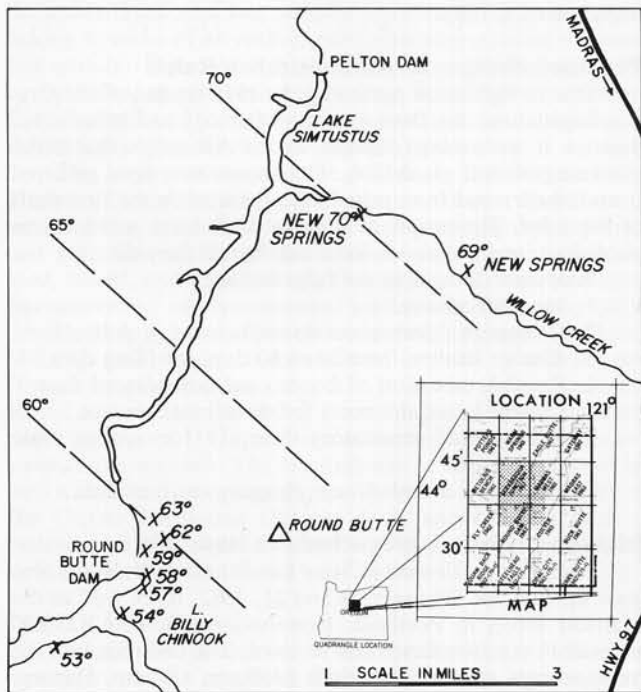 MADRAS
70°
PELTON DAM
LAKE
SIMTUSTUS
NEW 70°
SPRINGS
69°
NEW SPRINGS
WILLOW CREEK
65°
60°
LOCATION 121°
45'
44°
30'
MAP
63°
62°
59°
58°
57°
54°
53°
ROUND
BUTTE
DAM
ROUND BUTTE
L.
BILLY
CHINOOK
OREGON
QUADRANGLE LOCATION
SCALE IN MILES
0
3
HWY 97